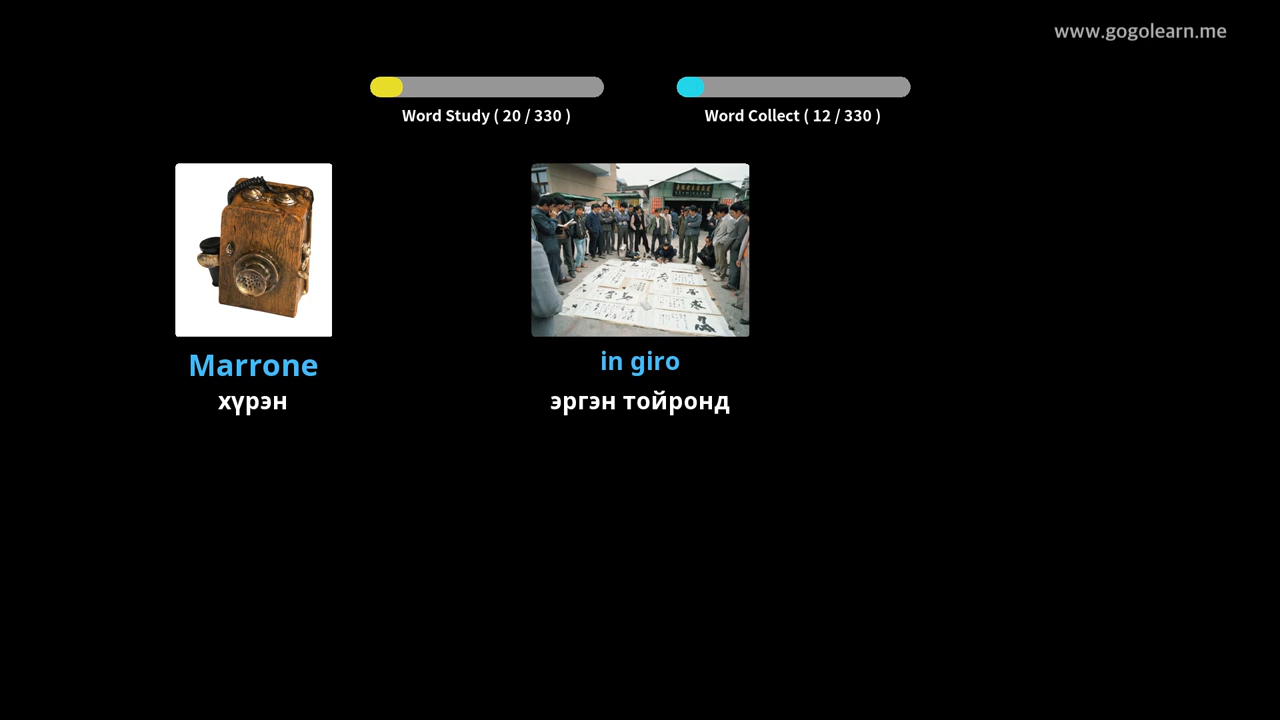 www.gogolearn.me
Word Study ( 20 / 330 )
Word Collect ( 12 / 330 )
Marrone
хүрэн
in giro
эргэн тойронд